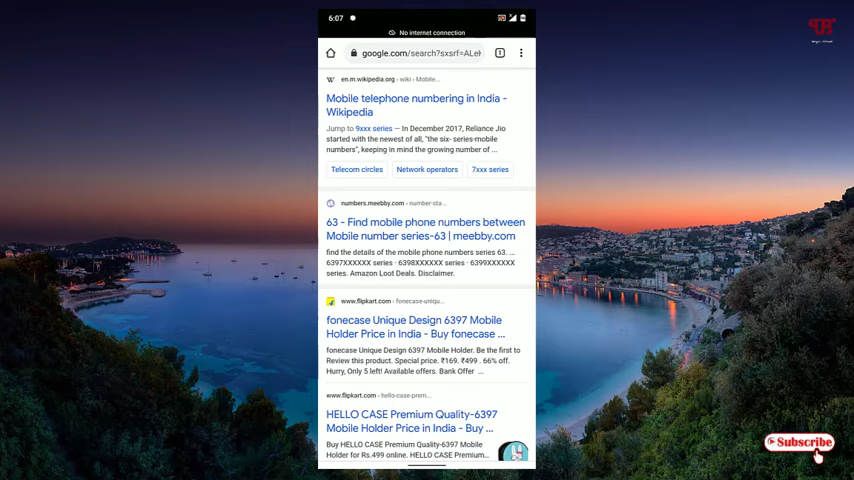 6:07
No internet connection
google.com/search?sxsrf=ALeK
1
W en.m.wikipedia.org › wiki › Mobile...
Mobile telephone numbering in India -
Wikipedia
Jump to 9xxx series — In December 2017, Reliance Jio
started with the newest of all, "the six- series-mobile
numbers", keeping in mind the growing number of ...
Telecom circles
Network operators
7xxx series
numbers.meebby.com › number-sta...
63 - Find mobile phone numbers between
Mobile number series-63 | meebby.com
find the details of the mobile phone numbers series 63. ...
6397XXXXXX series · 6398XXXXXX series · 6399XXXXXX
series. Amazon Loot Deals. Disclaimer.
www.flipkart.com › fonecase-uniqu...
fonecase Unique Design 6397 Mobile
Holder Price in India - Buy fonecase ...
fonecase Unique Design 6397 Mobile Holder. Be the first to
Review this product. Special price. ₹169. ₹499 . 66% off.
Hurry, Only 5 left! Available offers. Bank Offer ...
www.flipkart.com › hello-case-prem...
HELLO CASE Premium Quality-6397
Mobile Holder Price in India - Buy ...
Buy HELLO CASE Premium Quality-6397 Mobile
Holder for Rs.499 online. HELLO CASE Premium...
Subscribe